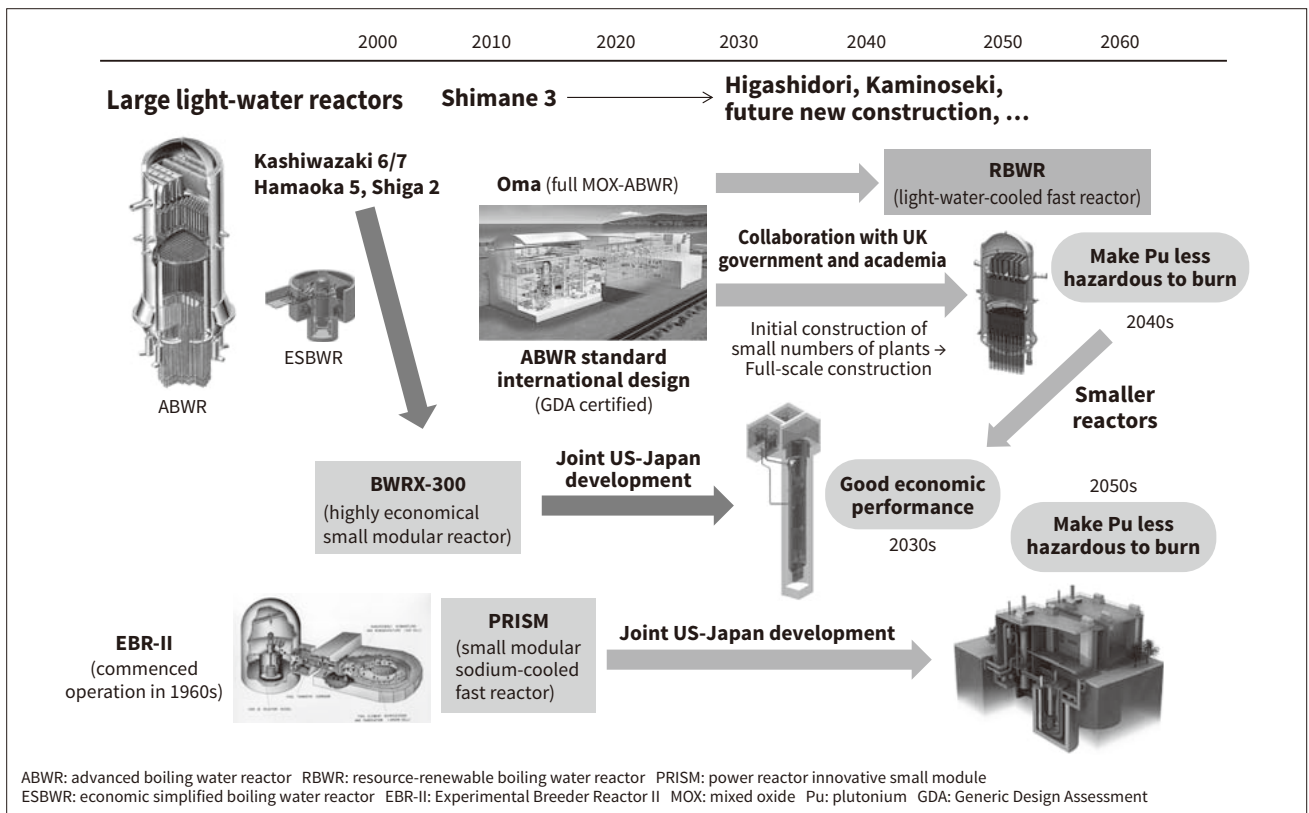 2000 2010 2020 2030 2040 2050 2060
Large light-water reactors
Shimane 3
Higashidori, Kaminoseki,
future new construction, ...
Kashiwazaki 6/7
Hamaoka 5, Shiga 2
Oma (full MOX-ABWR)
RBWR
(light-water-cooled fast reactor)
Collaboration with UK
government and academia
Make Pu less
hazardous to burn
2040s
Initial construction of
small numbers of plants →
Full-scale construction
ESBWR
ABWR
ABWR standard
international design
(GDA certified)
Smaller
reactors
BWRX-300
(highly economical
small modular reactor)
Joint US-Japan
development
Good economic
performance
2030s
2050s
Make Pu less
hazardous to burn
EBR-II
(commenced
operation in 1960s)
PRISM
(small modular
sodium-cooled
fast reactor)
Joint US-Japan development
ABWR: advanced boiling water reactor RBWR: resource-renewable boiling water reactor PRISM: power reactor innovative small module
ESBWR: economic simplified boiling water reactor EBR-II: Experimental Breeder Reactor II MOX: mixed oxide Pu: plutonium GDA: Generic Design Assessment